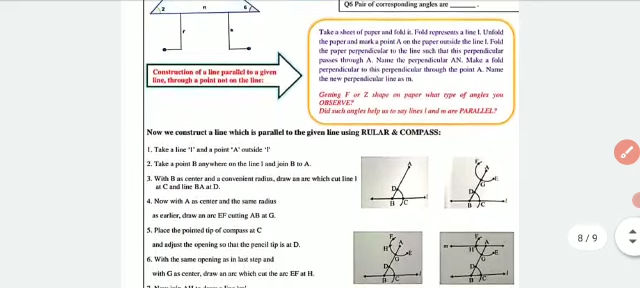 Q6 Pair of corresponding angles are ______ .
2
n
6
r
Take a sheet of paper and fold it. Fold represents a line l. Unfold
the paper and mark a point A on the paper outside the line l. Fold
the paper perpendicular to the line such that this perpendicular
passes through A. Name the perpendicular AN. Make a fold
perpendicular to this perpendicular through the point A. Name
the new perpendicular line as m.
Getting F or Z shape on paper what type of angles you
OBSERVE?
Did such angles help us to say lines l and m are PARALLEL?
Construction of a line parallel to a given
line, through a point not on the line:
Now we construct a line which is parallel to the given line using RULAR & COMPASS:
1. Take a line 'l' and a point 'A' outside 'l'
2. Take a point B anywhere on the line l and join B to A.
3. With B as center and a convenient radius, draw an arc which cut line l
at C and line BA at D.
4. Now with A as center and the same radius
as earlier, draw an arc EF cutting AB at G.
5. Place the pointed tip of compass at C
and adjust the opening so that the pencil tip is at D.
6. With the same opening as in last step and
with G as center, draw an arc which cut the arc EF at H.
A
D
B
C
l
F
A
E
G
D
B
C
l
F
H
A
E
G
D
B
C
l
m
F
H
A
E
G
D
B
C
l
8 / 9